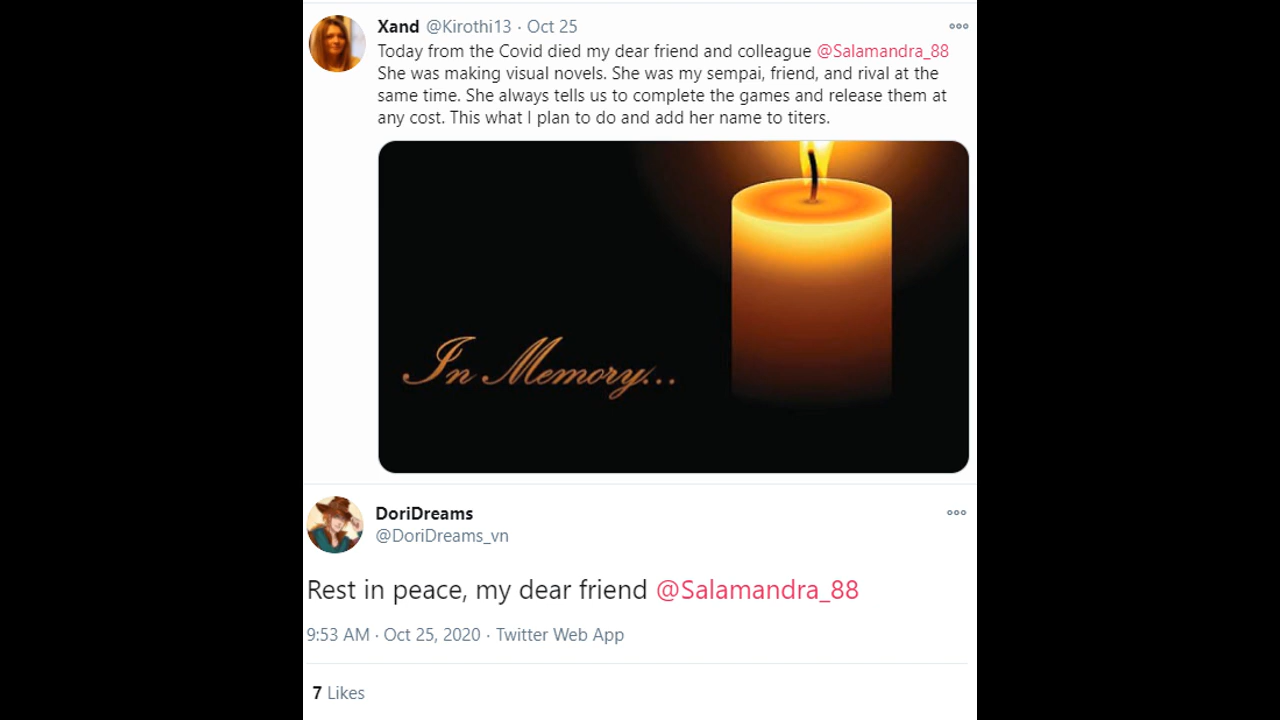 Xand @Kirothi13 · Oct 25
Today from the Covid died my dear friend and colleague @Salamandra_88
She was making visual novels. She was my sempai, friend, and rival at the
same time. She always tells us to complete the games and release them at
any cost. This what I plan to do and add her name to titers.
In Memory...
DoriDreams
@DoriDreams_vn
Rest in peace, my dear friend @Salamandra_88
9:53 AM · Oct 25, 2020 · Twitter Web App
7 Likes